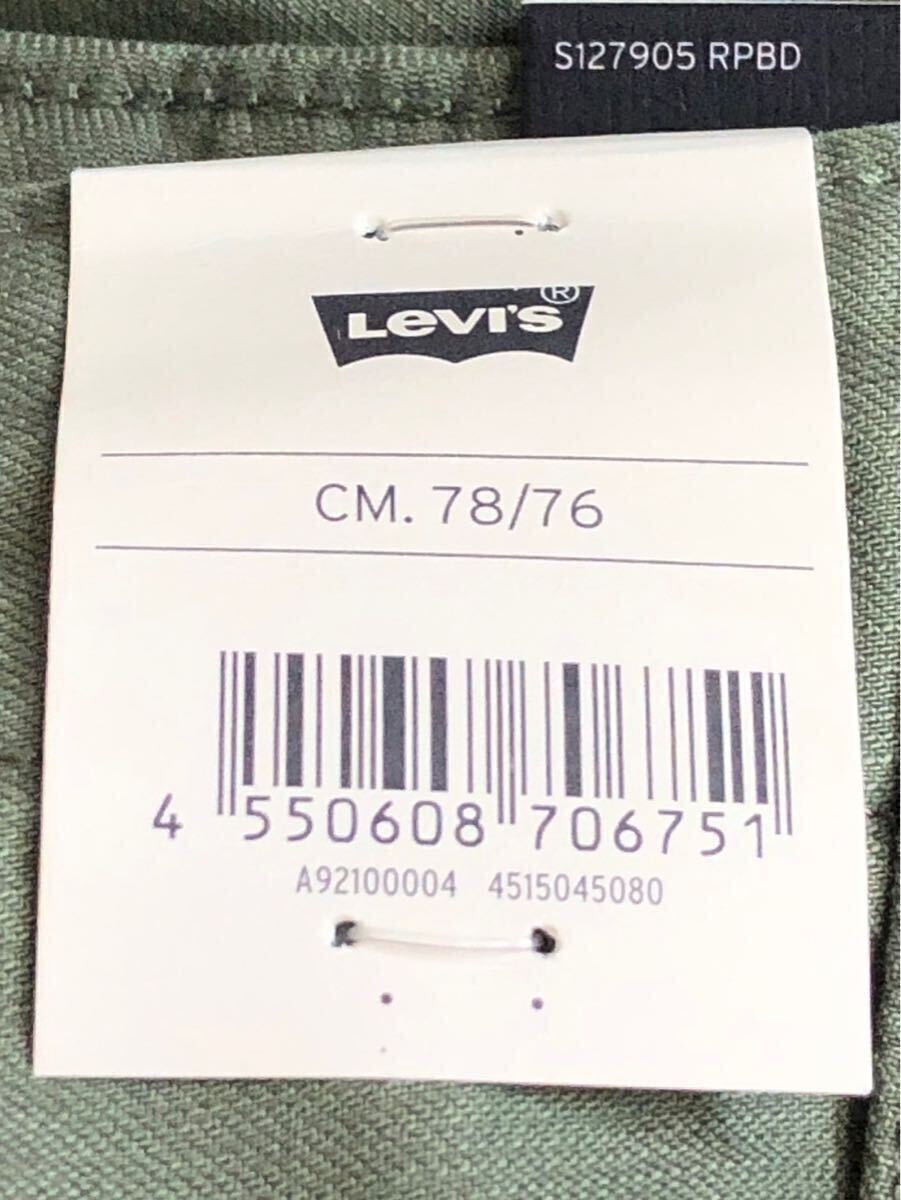 S127905 RPBD
Levi's®
CM. 78/76
4 550608 706751
A92100004 4515045080